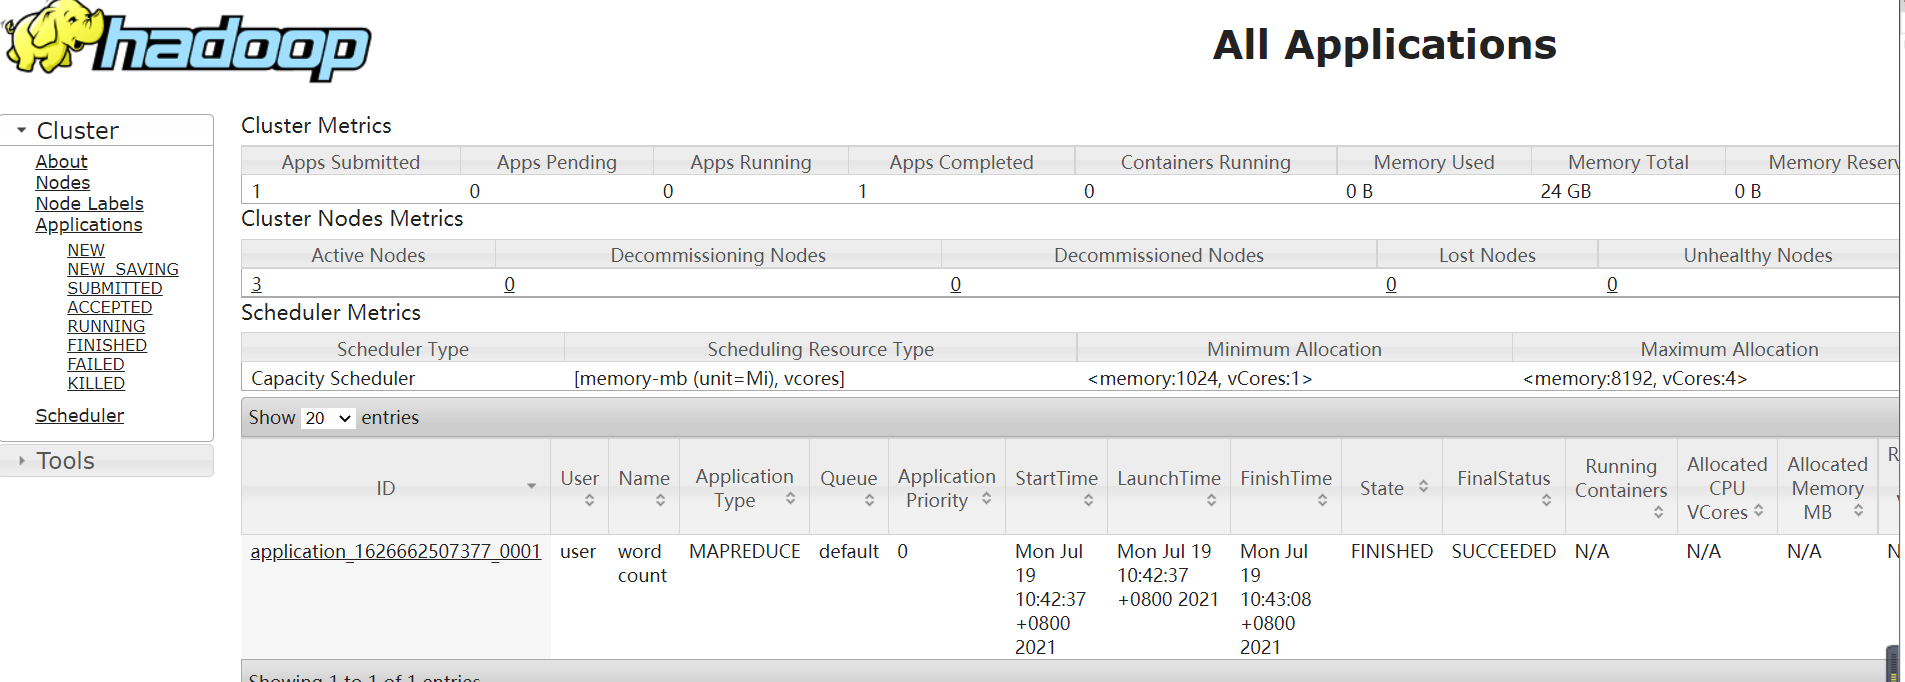 hadoop
All Applications
Cluster
About
Nodes
Node Labels
Applications
NEW
NEW_SAVING
SUBMITTED
ACCEPTED
RUNNING
FINISHED
FAILED
KILLED
Scheduler
Tools
Cluster Metrics
Apps Submitted Apps Pending Apps Running Apps Completed Containers Running Memory Used Memory Total Memory Reserv
1 0 0 1 0 0 B 24 GB 0 B
Cluster Nodes Metrics
Active Nodes Decommissioning Nodes Decommissioned Nodes Lost Nodes Unhealthy Nodes
3 0 0 0 0
Scheduler Metrics
Scheduler Type Scheduling Resource Type Minimum Allocation Maximum Allocation
Capacity Scheduler [memory-mb (unit=Mi), vcores] <memory:1024, vCores:1> <memory:8192, vCores:4>
Show 20 entries
ID
User
Name
Application
Type
Queue
Application
Priority
StartTime
LaunchTime
FinishTime
State
FinalStatus
Running
Containers
Allocated
CPU
VCores
Allocated
Memory
MB
R
application_1626662507377_0001
user
word
count
MAPREDUCE
default
0
Mon Jul
19
10:42:37
+0800
2021
Mon Jul 19
10:42:37
+0800 2021
Mon Jul
19
10:43:08
+0800
2021
FINISHED
SUCCEEDED
N/A
N/A
N/A
N
Showing 1 to 1 of 1 entries